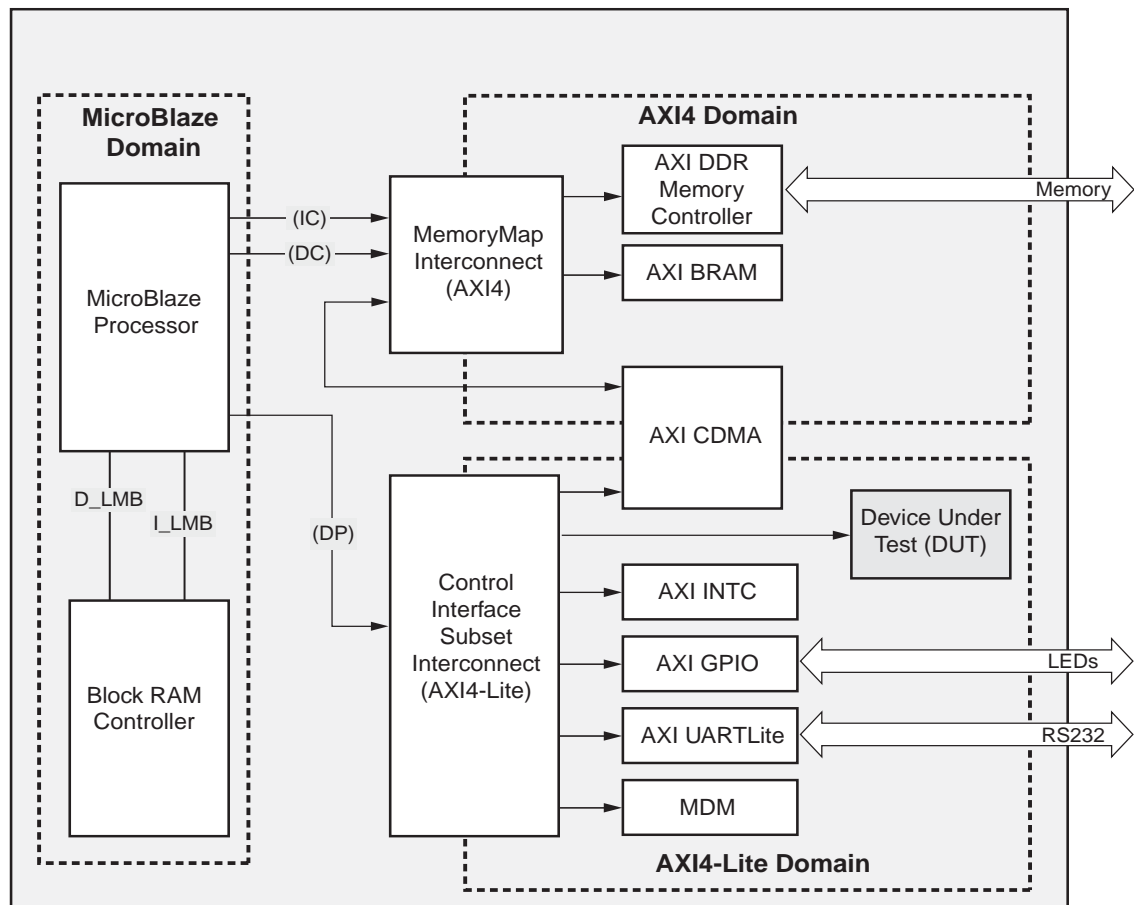 MicroBlaze
Domain
MicroBlaze
Processor
D_LMB
I_LMB
Block RAM
Controller
(IC)
(DC)
(DP)
MemoryMap
Interconnect
(AXI4)
AXI4 Domain
AXI DDR
Memory
Controller
Memory
AXI BRAM
AXI CDMA
Control
Interface
Subset
Interconnect
(AXI4-Lite)
Device Under
Test (DUT)
AXI INTC
AXI GPIO
LEDs
AXI UARTLite
RS232
MDM
AXI4-Lite Domain